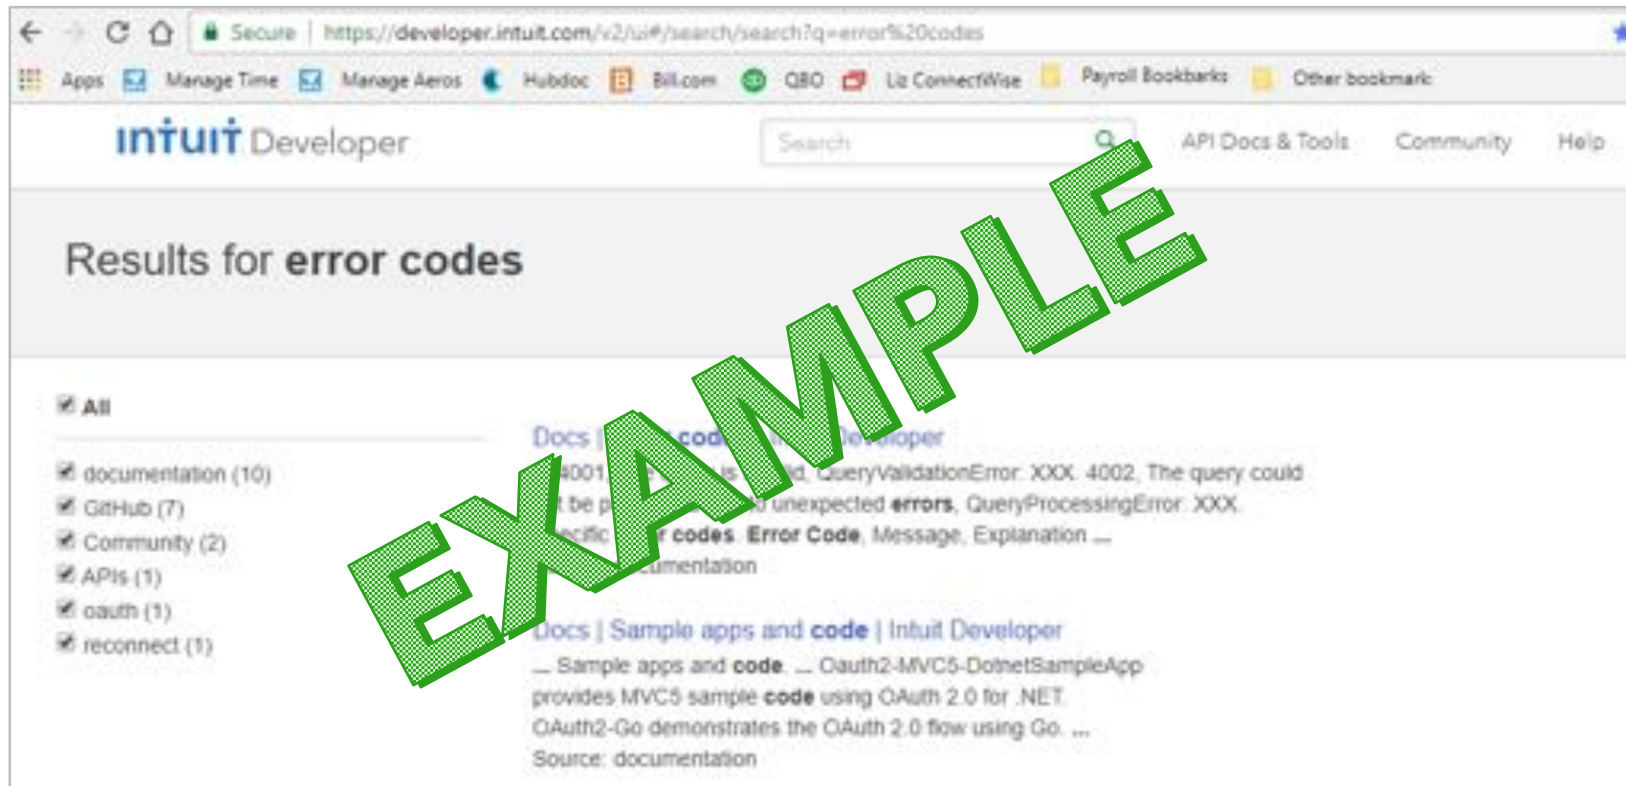 Secure | https://developer.intuit.com/v2/ui#/search/search?q=error%20codes
Apps Manage Time Manage Aeros Hubdoc Bill.com QBO Liz ConnectWise Payroll Bookbarks Other bookmark
intuit Developer Search API Docs & Tools Community Help
Results for error codes
EXAMPLE
All
documentation (10)
GitHub (7)
Community (2)
APIs (1)
oauth (1)
reconnect (1)
Docs | code Developer
4001, is QueryValidationError: XXX. 4002, The query could
be unexpected errors, QueryProcessingError: XXX.
codes. Error Code, Message, Explanation ...
Docs | Sample apps and code | Intuit Developer
... Sample apps and code. ... Oauth2-MVC5-DotnetSampleApp
provides MVC5 sample code using OAuth 2.0 for .NET.
OAuth2-Go demonstrates the OAuth 2.0 flow using Go. ...
Source: documentation